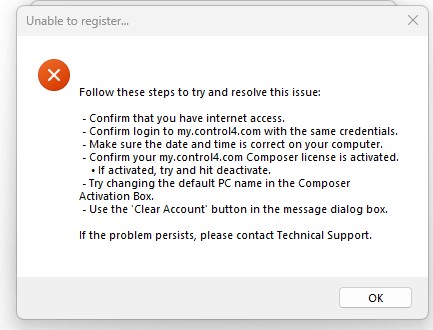 Unable to register...
Follow these steps to try and resolve this issue:
- Confirm that you have internet access.
- Confirm login to my.control4.com with the same credentials.
- Make sure the date and time is correct on your computer.
- Confirm your my.control4.com Composer license is activated.
• If activated, try and hit deactivate.
- Try changing the default PC name in the Composer
Activation Box.
- Use the 'Clear Account' button in the message dialog box.
If the problem persists, please contact Technical Support.
OK